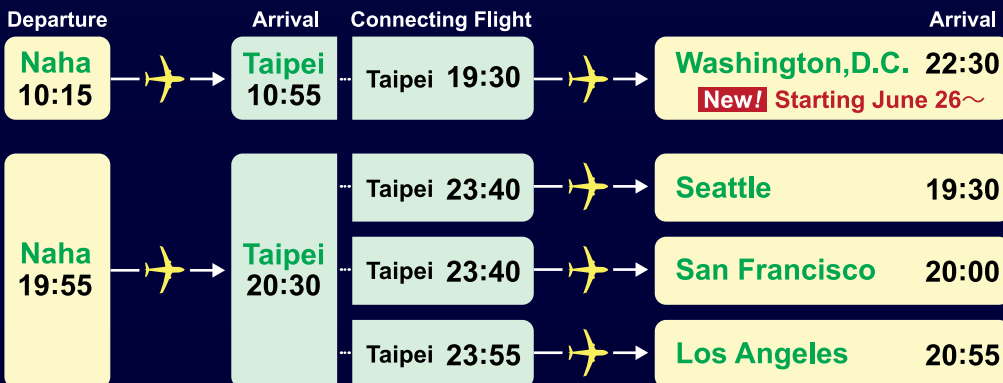 Departure Arrival Connecting Flight Arrival
Naha Taipei Taipei 19:30 Washington,D.C. 22:30
10:15 10:55 New! Starting June 26～
Taipei 23:40 Seattle 19:30
Naha Taipei Taipei 23:40 San Francisco 20:00
19:55 20:30
Taipei 23:55 Los Angeles 20:55